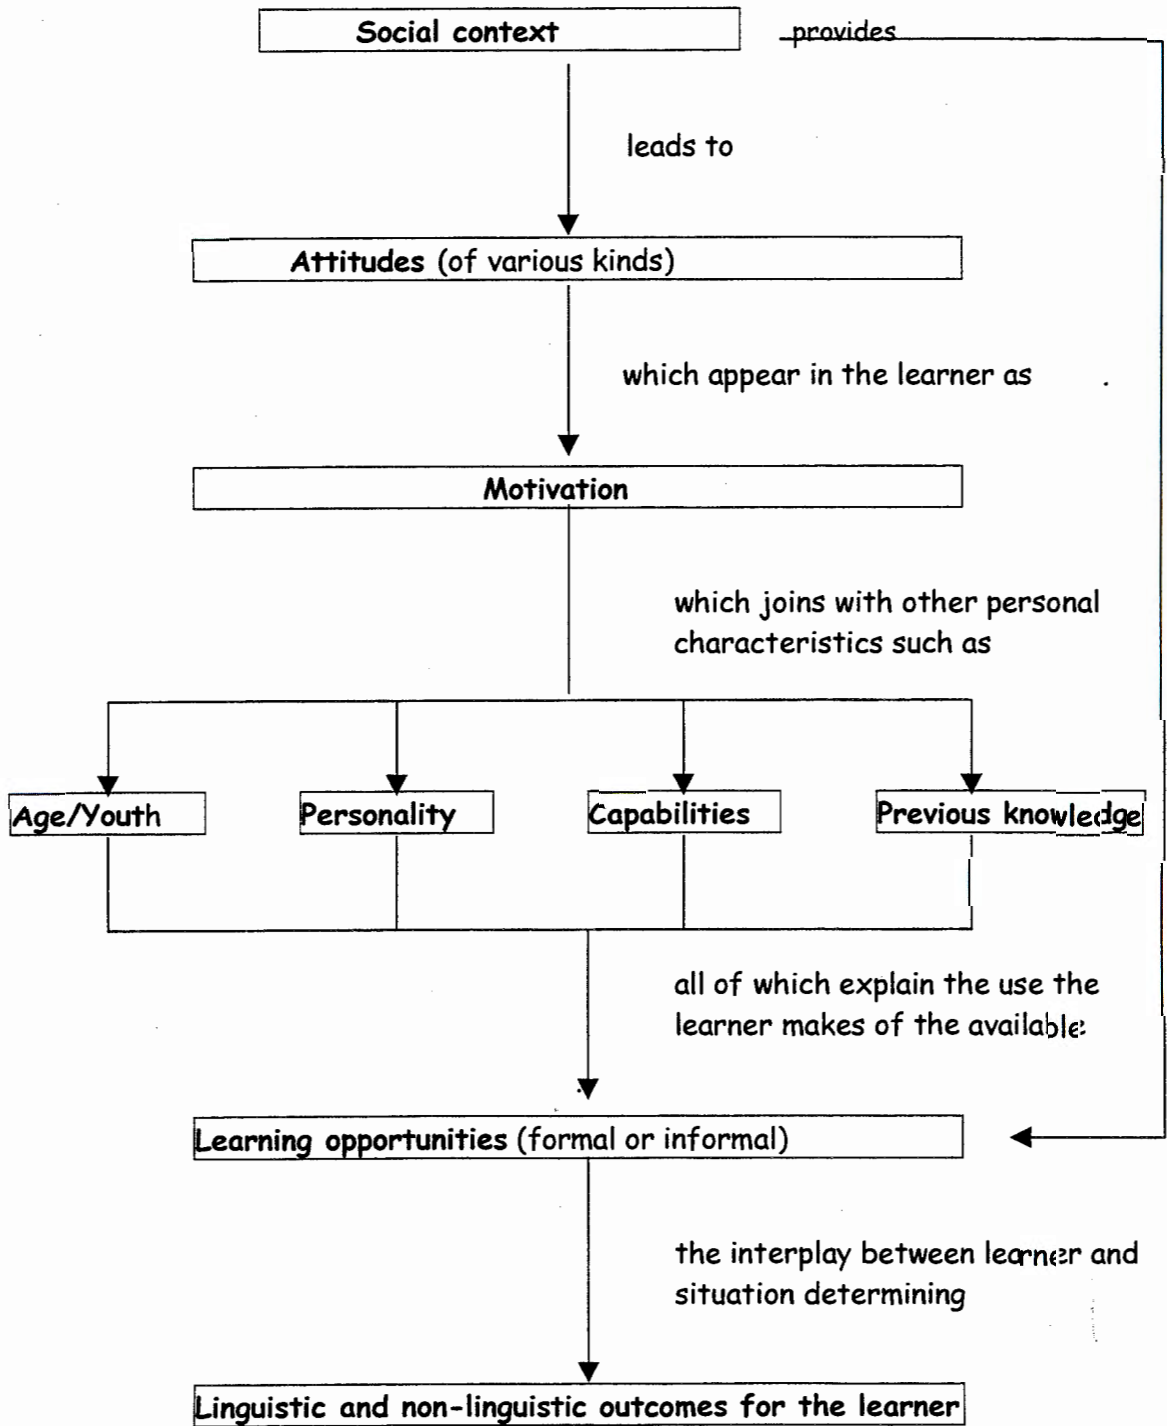 Social context
provides
leads to
Attitudes (of various kinds)
which appear in the learner as
Motivation
which joins with other personal
characteristics such as
Age/Youth
Personality
Capabilities
Previous knowledge
all of which explain the use the
learner makes of the available:
Learning opportunities (formal or informal)
the interplay between learner and
situation determining
Linguistic and non-linguistic outcomes for the learner